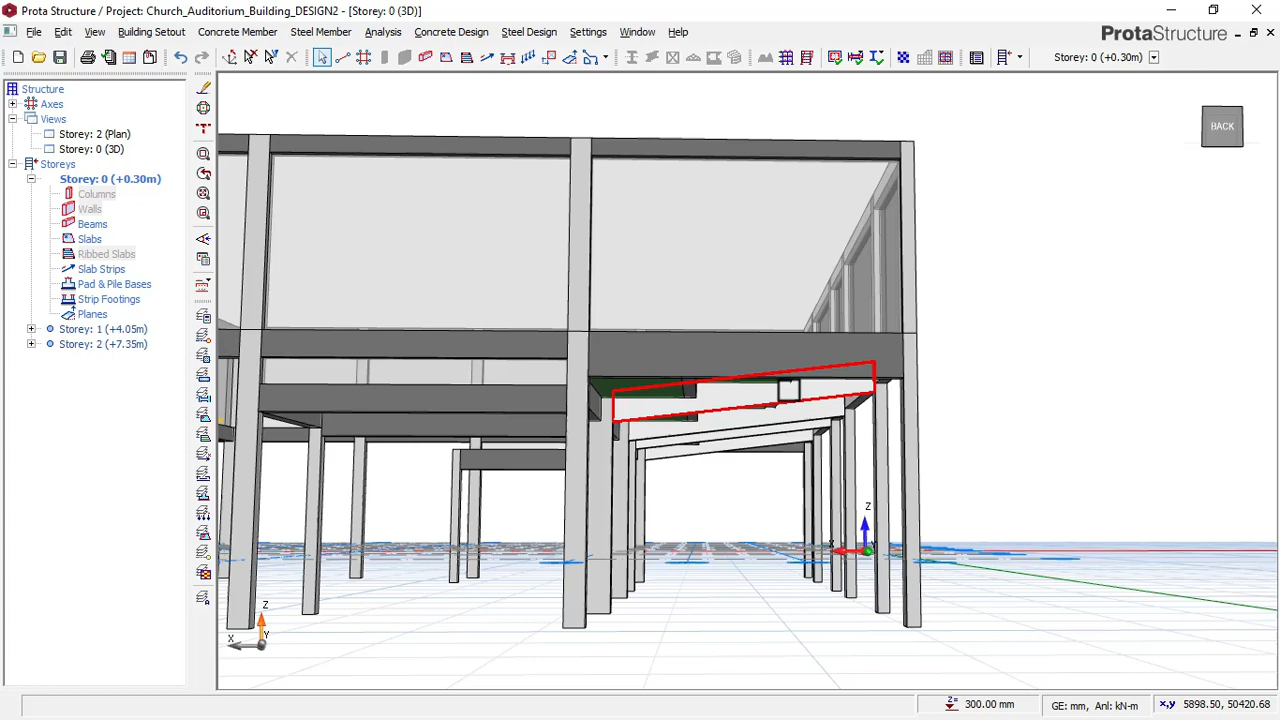 Prota Structure / Project: Church_Auditorium_Building_DESIGN2 - [Storey: 0 (3D)]
File Edit View Building Setout Concrete Member Steel Member Analysis Concrete Design Steel Design Settings Window Help
ProtaStructure
Storey: 0 (+0.30m)
Structure
Axes
Views
Storey: 2 (Plan)
Storey: 0 (3D)
Storeys
Storey: 0 (+0.30m)
Columns
Walls
Beams
Slabs
Ribbed Slabs
Slab Strips
Pad & Pile Bases
Strip Footings
Planes
Storey: 1 (+4.05m)
Storey: 2 (+7.35m)
BACK
Z
X
Y
Z
X
Y
Z= 300.00 mm
GE: mm, Anl: kN-m
x,y 5898.50, 50420.68